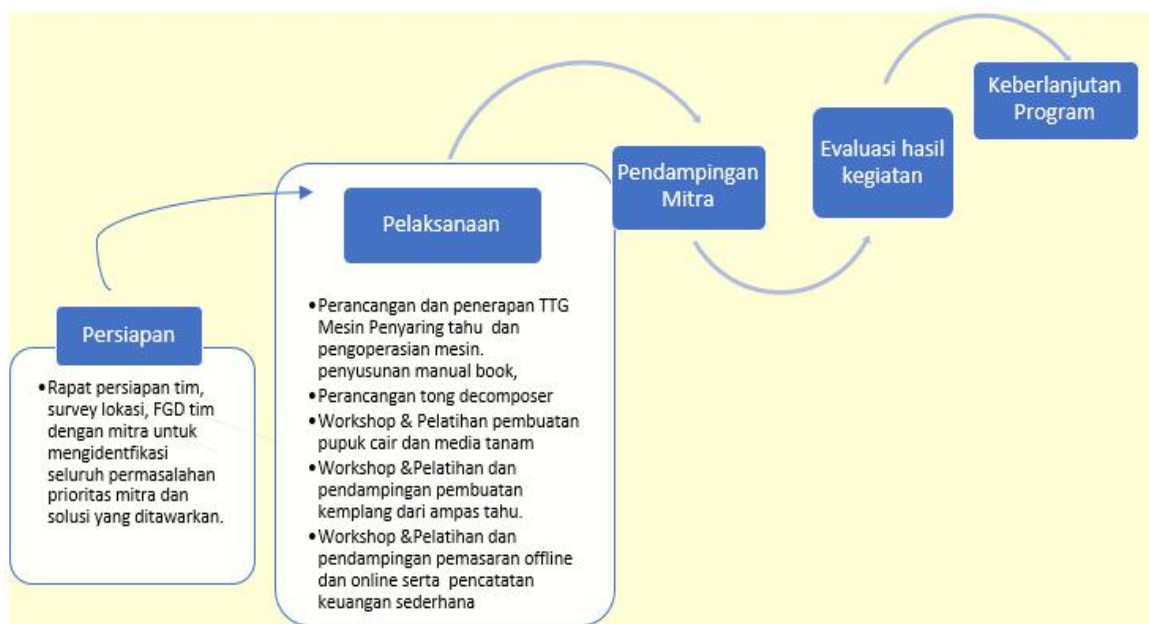 Persiapan
•Rapat persiapan tim,
survey lokasi, FGD tim
dengan mitra untuk
mengidentfikasi
seluruh permasalahan
prioritas mitra dan
solusi yang ditawarkan.
Pelaksanaan
•Perancangan dan penerapan TTG
Mesin Penyaring tahu dan
pengoperasian mesin.
penyusunan manual book,
•Perancangan tong decomposer
•Workshop & Pelatihan pembuatan
pupuk cair dan media tanam
•Workshop &Pelatihan dan
pendampingan pembuatan
kemplang dari ampas tahu.
•Workshop &Pelatihan dan
pendampingan pemasaran offline
dan online serta pencatatan
keuangan sederhana
Pendampingan
Mitra
Evaluasi hasil
kegiatan
Keberlanjutan
Program